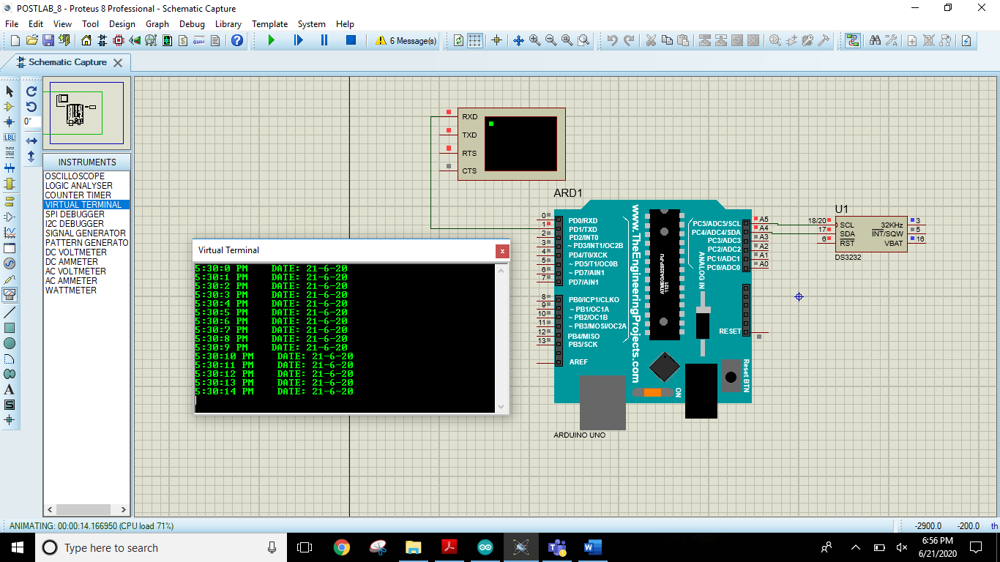 POSTLAB_8 - Proteus 8 Professional - Schematic Capture
File Edit View Tool Design Graph Debug Library Template System Help
6 Message(s)
Schematic Capture
0°
LBL
INSTRUMENTS
OSCILLOSCOPE
LOGIC ANALYSER
COUNTER TIMER
VIRTUAL TERMINAL
SPI DEBUGGER
I2C DEBUGGER
SIGNAL GENERATOR
PATTERN GENERATO
DC VOLTMETER
DC AMMETER
AC VOLTMETER
AC AMMETER
WATTMETER
A
S
RXD
TXD
RTS
CTS
ARD1
0 PD0/RXD
1 PD1/TXD
2 PD2/INT0
3 ~ PD3/INT1/OC2B
4 PD4/T0/XCK
5 ~ PD5/T1/OC0B
6 ~ PD7/AIN1
7 PD7/AIN1
8 PB0/ICP1/CLKO
9 ~ PB1/OC1A
10 ~ PB2/OC1B
11 ~ PB3/MOSI/OC2A
12 PB4/MISO
13 PB5/SCK
AREF
www.TheEngineeringProjects.com
ATMEGA328P-PU
1121
ANALOG IN
PC5/ADC5/SCL A5
PC4/ADC4/SDA A4
PC3/ADC3 A3
PC2/ADC2 A2
PC1/ADC1 A1
PC0/ADC0 A0
RESET
Reset BTN
ON
ARDUINO UNO
U1
18/20 SCL 32KHz 3
17 SDA INT/SQW 5
6 RST VBAT 16
DS3232
Virtual Terminal
5:30:0 PM DATE: 21-6-20
5:30:1 PM DATE: 21-6-20
5:30:2 PM DATE: 21-6-20
5:30:3 PM DATE: 21-6-20
5:30:4 PM DATE: 21-6-20
5:30:5 PM DATE: 21-6-20
5:30:6 PM DATE: 21-6-20
5:30:7 PM DATE: 21-6-20
5:30:8 PM DATE: 21-6-20
5:30:9 PM DATE: 21-6-20
5:30:10 PM DATE: 21-6-20
5:30:11 PM DATE: 21-6-20
5:30:12 PM DATE: 21-6-20
5:30:13 PM DATE: 21-6-20
5:30:14 PM DATE: 21-6-20
ANIMATING: 00:00:14.166950 (CPU load 71%)
-2900.0 -200.0 th
Type here to search
6:56 PM
6/21/2020